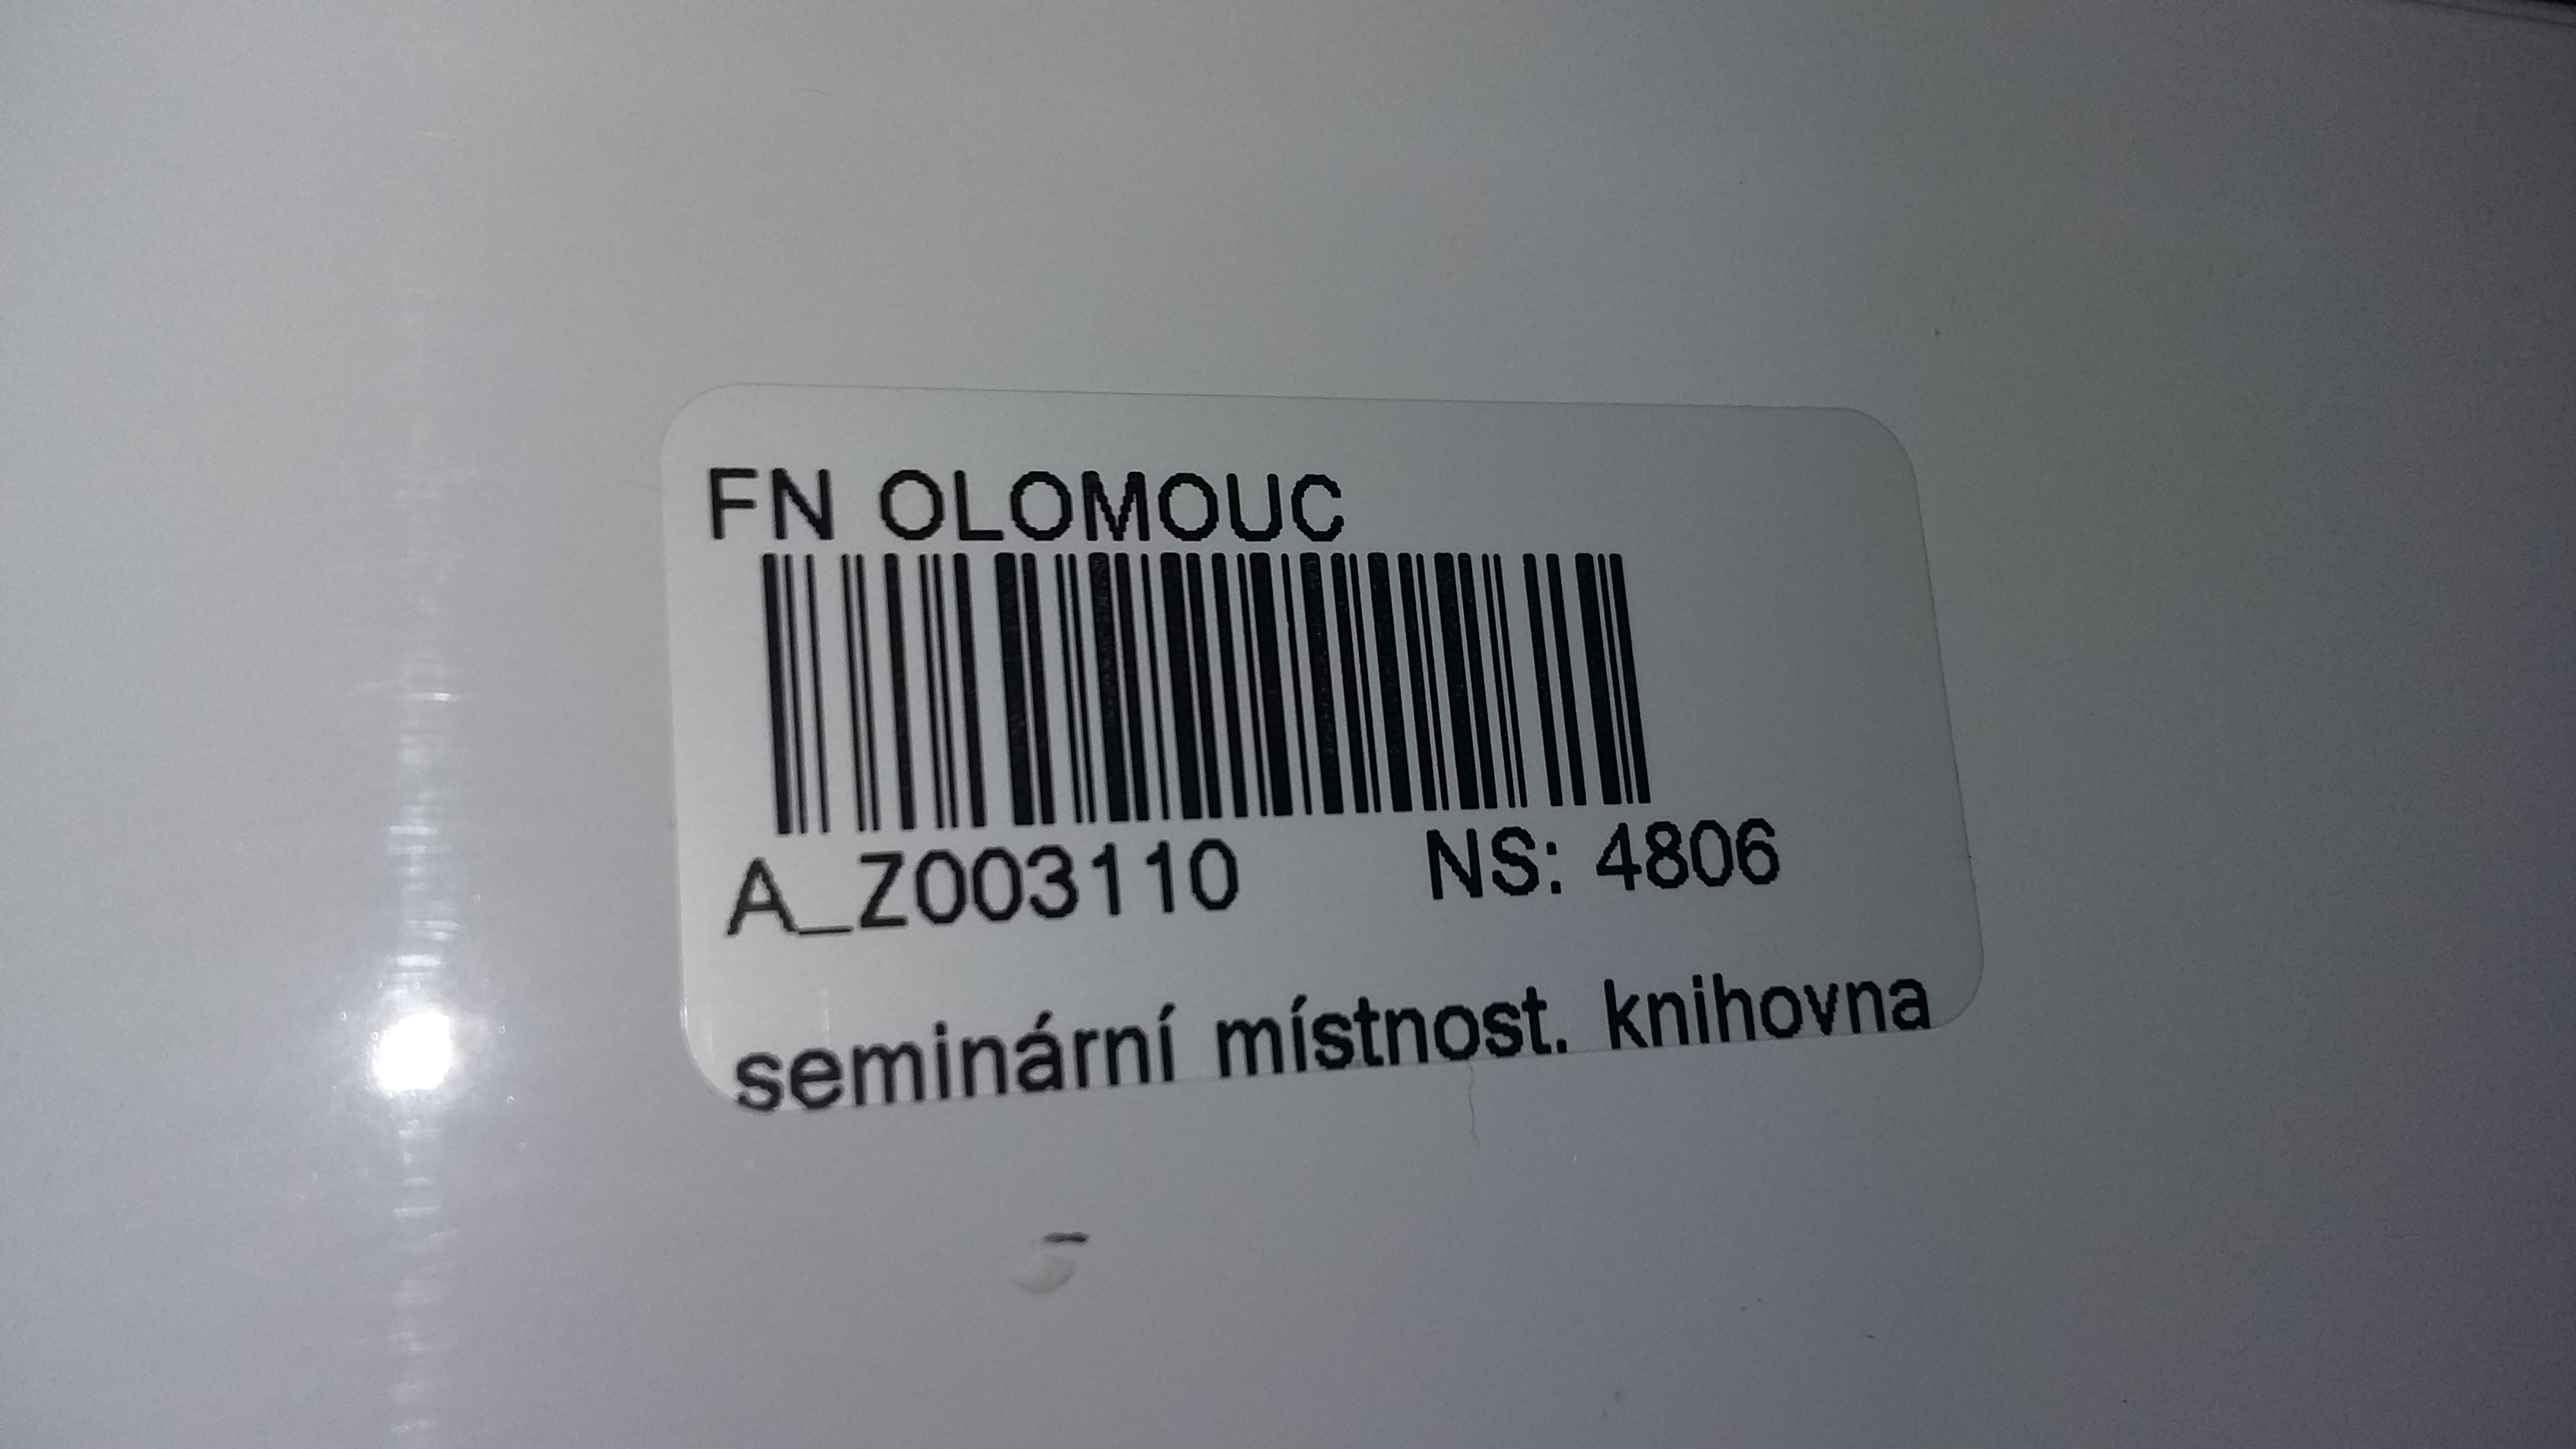 FN OLOMOUC
A_Z003110 NS: 4806
seminární místnost. knihovna